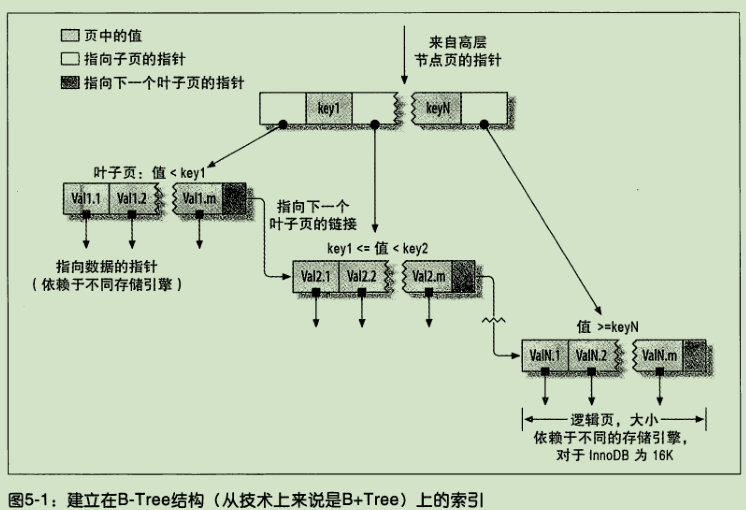 页中的值
指向子页的指针
指向下一个叶子页的指针
来自高层
节点页的指针
key1
keyN
叶子页：值 < key1
Val1.1
Val1.2
Val1.m
指向下一个
叶子页的链接
指向数据的指针
（依赖于不同存储引擎）
key1 <= 值 < key2
Val2.1
Val2.2
Val2.m
值 >=keyN
ValN.1
ValN.2
ValN.m
逻辑页，大小
依赖于不同的存储引擎，
对于 InnoDB 为 16K
图5-1：建立在B-Tree结构（从技术上来说是B+Tree）上的索引